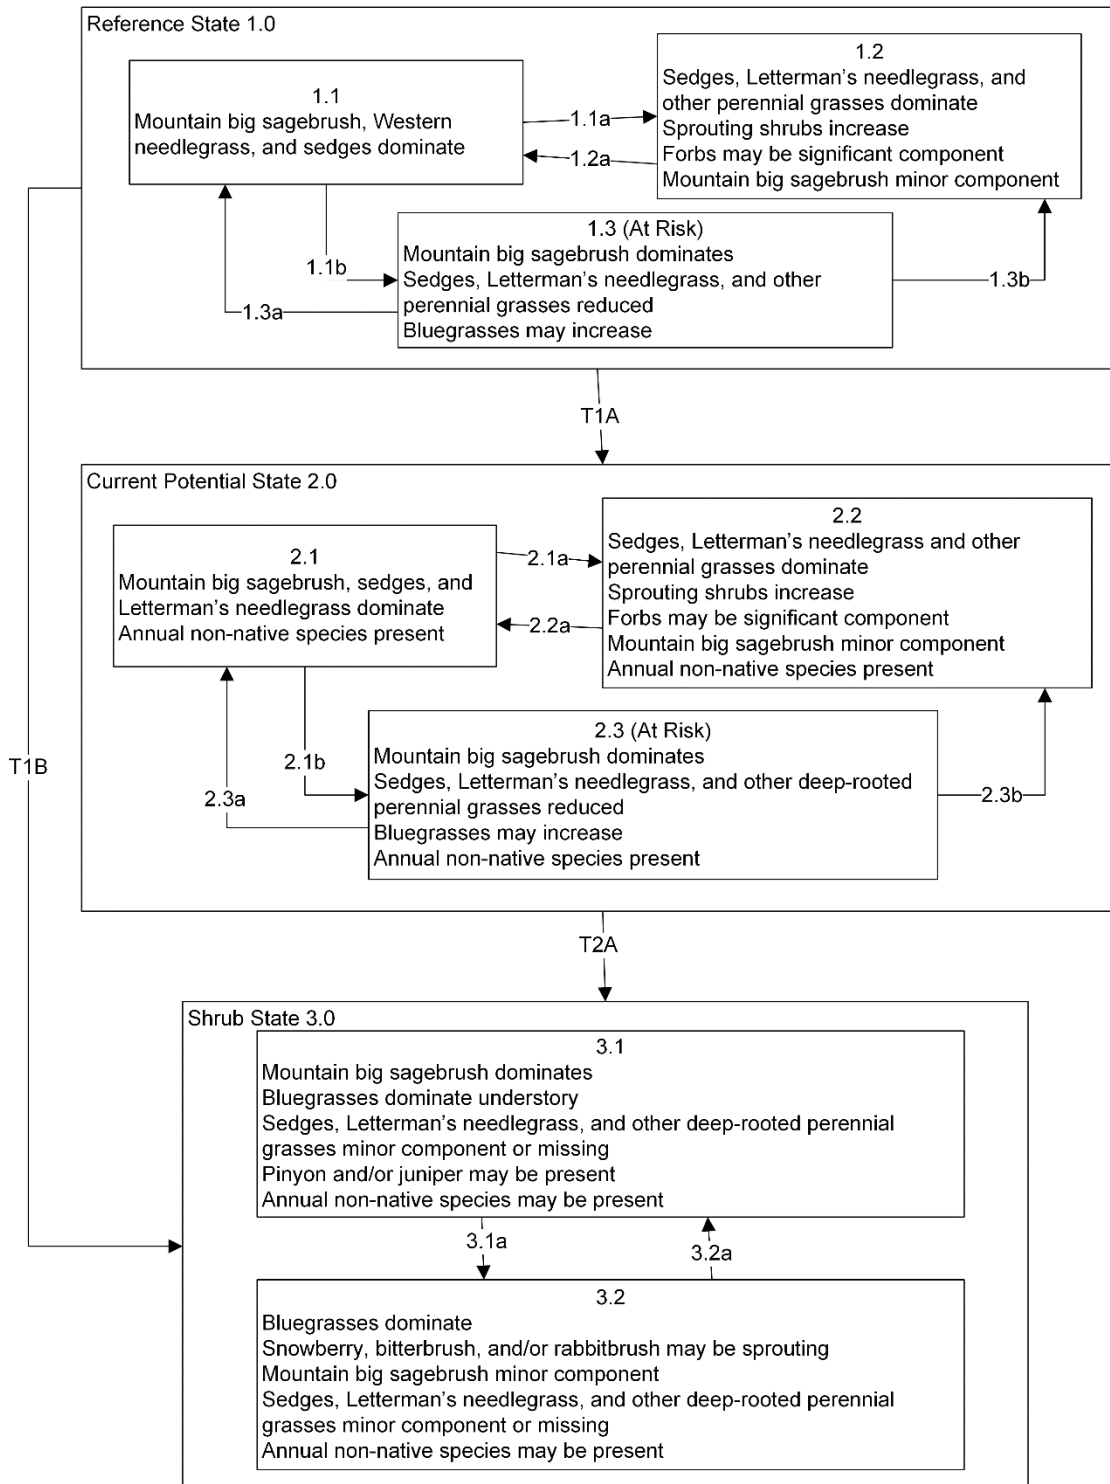 Reference State 1.0
1.1
Mountain big sagebrush, Western
needlegrass, and sedges dominate
1.1a
1.2a
1.2
Sedges, Letterman's needlegrass, and
other perennial grasses dominate
Sprouting shrubs increase
Forbs may be significant component
Mountain big sagebrush minor component
1.1b
1.3a
1.3 (At Risk)
Mountain big sagebrush dominates
Sedges, Letterman's needlegrass, and other
perennial grasses reduced
Bluegrasses may increase
1.3b
T1A
Current Potential State 2.0
2.1
Mountain big sagebrush, sedges, and
Letterman's needlegrass dominate
Annual non-native species present
2.1a
2.2a
2.2
Sedges, Letterman's needlegrass and other
perennial grasses dominate
Sprouting shrubs increase
Forbs may be significant component
Mountain big sagebrush minor component
Annual non-native species present
T1B
2.1b
2.3a
2.3 (At Risk)
Mountain big sagebrush dominates
Sedges, Letterman's needlegrass, and other deep-rooted
perennial grasses reduced
Bluegrasses may increase
Annual non-native species present
2.3b
T2A
Shrub State 3.0
3.1
Mountain big sagebrush dominates
Bluegrasses dominate understory
Sedges, Letterman's needlegrass, and other deep-rooted perennial
grasses minor component or missing
Pinyon and/or juniper may be present
Annual non-native species may be present
3.1a
3.2a
3.2
Bluegrasses dominate
Snowberry, bitterbrush, and/or rabbitbrush may be sprouting
Mountain big sagebrush minor component
Sedges, Letterman's needlegrass, and other deep-rooted perennial
grasses minor component or missing
Annual non-native species may be present